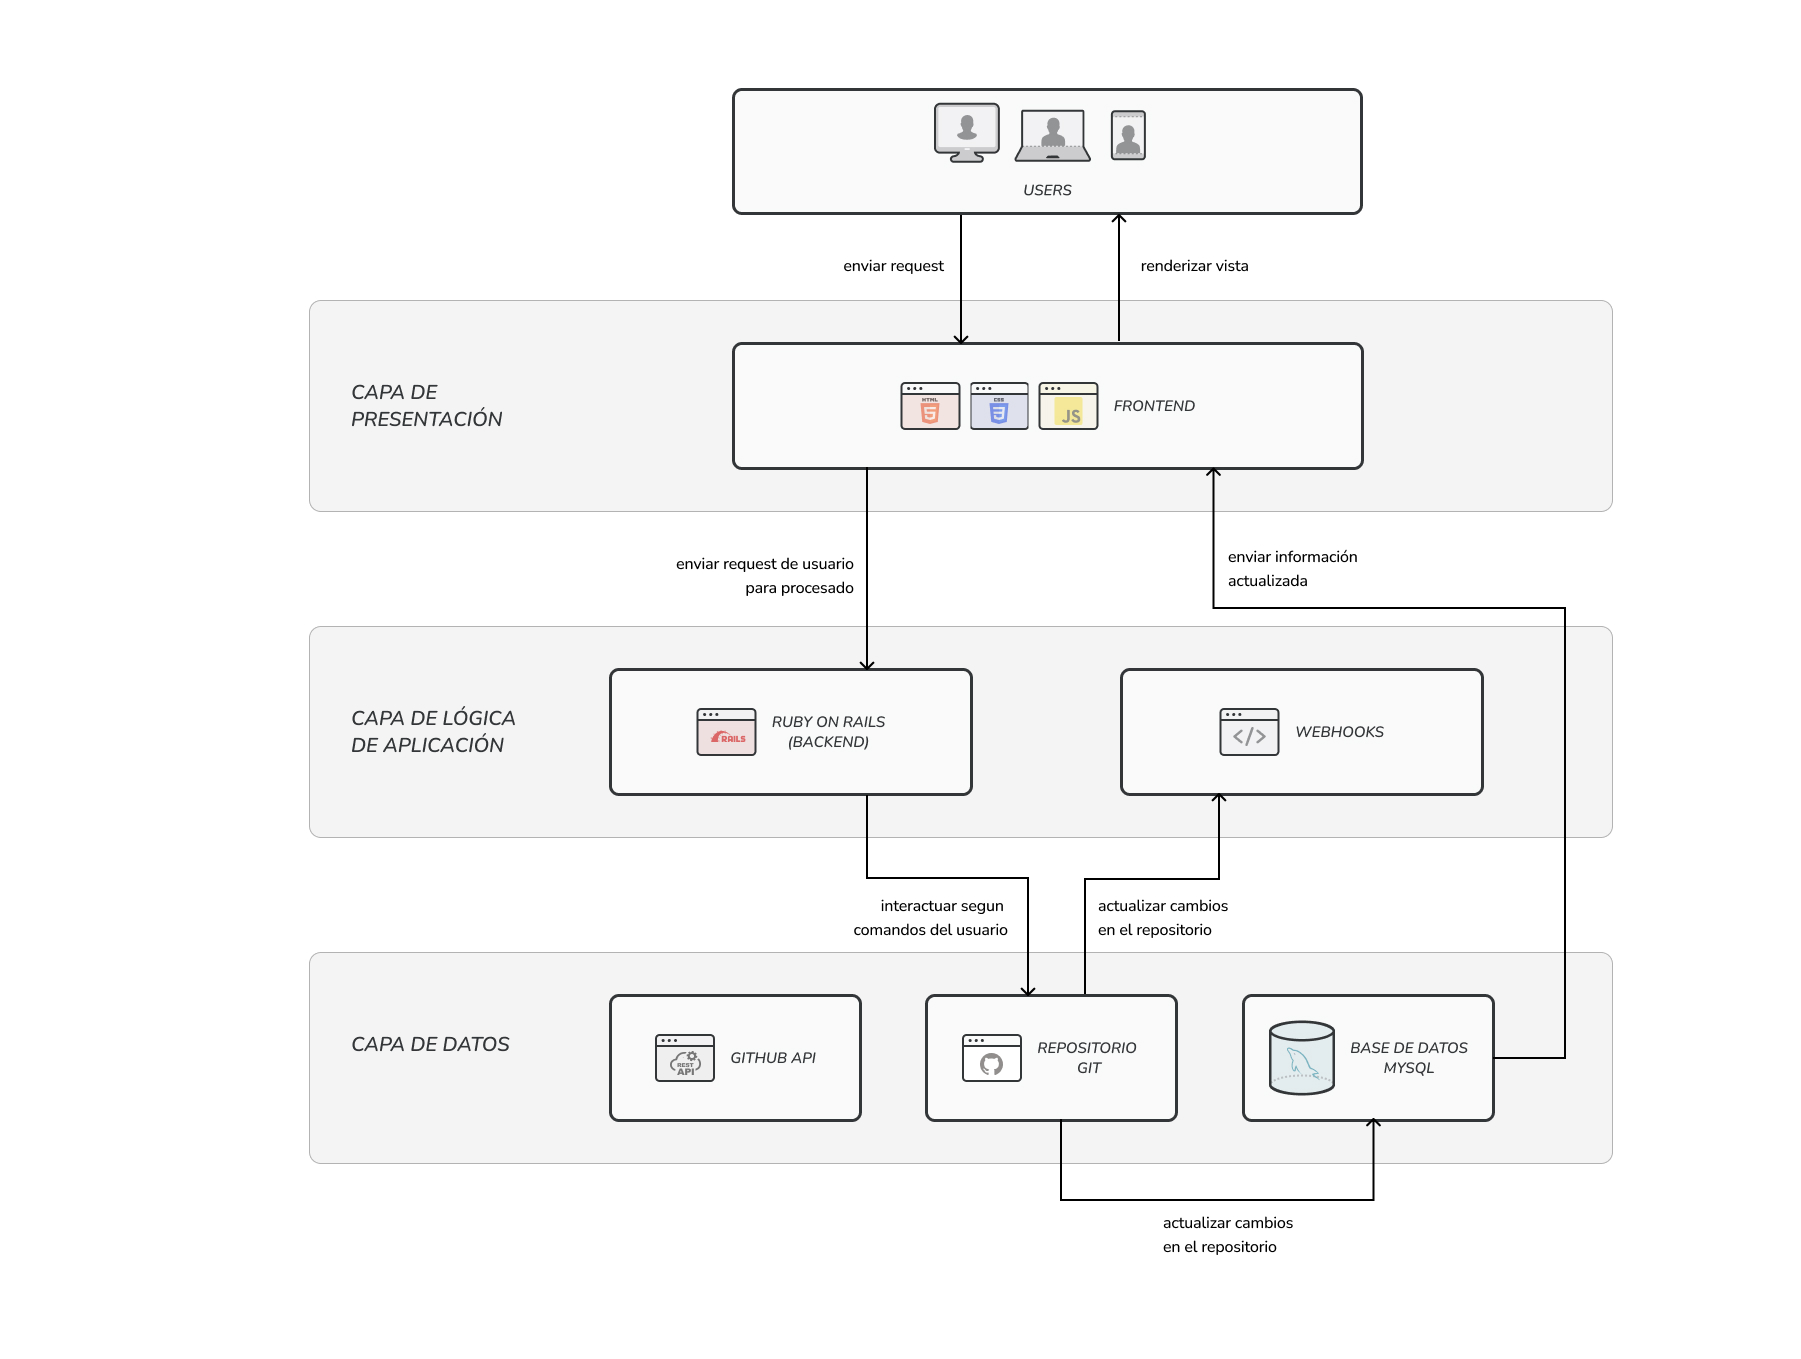 USERS
enviar request
renderizar vista
CAPA DE
PRESENTACIÓN
HTML
5
CSS
3
JS
FRONTEND
enviar request de usuario
para procesado
enviar información
actualizada
CAPA DE LÓGICA
DE APLICACIÓN
RAILS
RUBY ON RAILS
(BACKEND)
</>
WEBHOOKS
interactuar segun
comandos del usuario
actualizar cambios
en el repositorio
CAPA DE DATOS
REST
API
GITHUB API
REPOSITORIO
GIT
BASE DE DATOS
MYSQL
actualizar cambios
en el repositorio